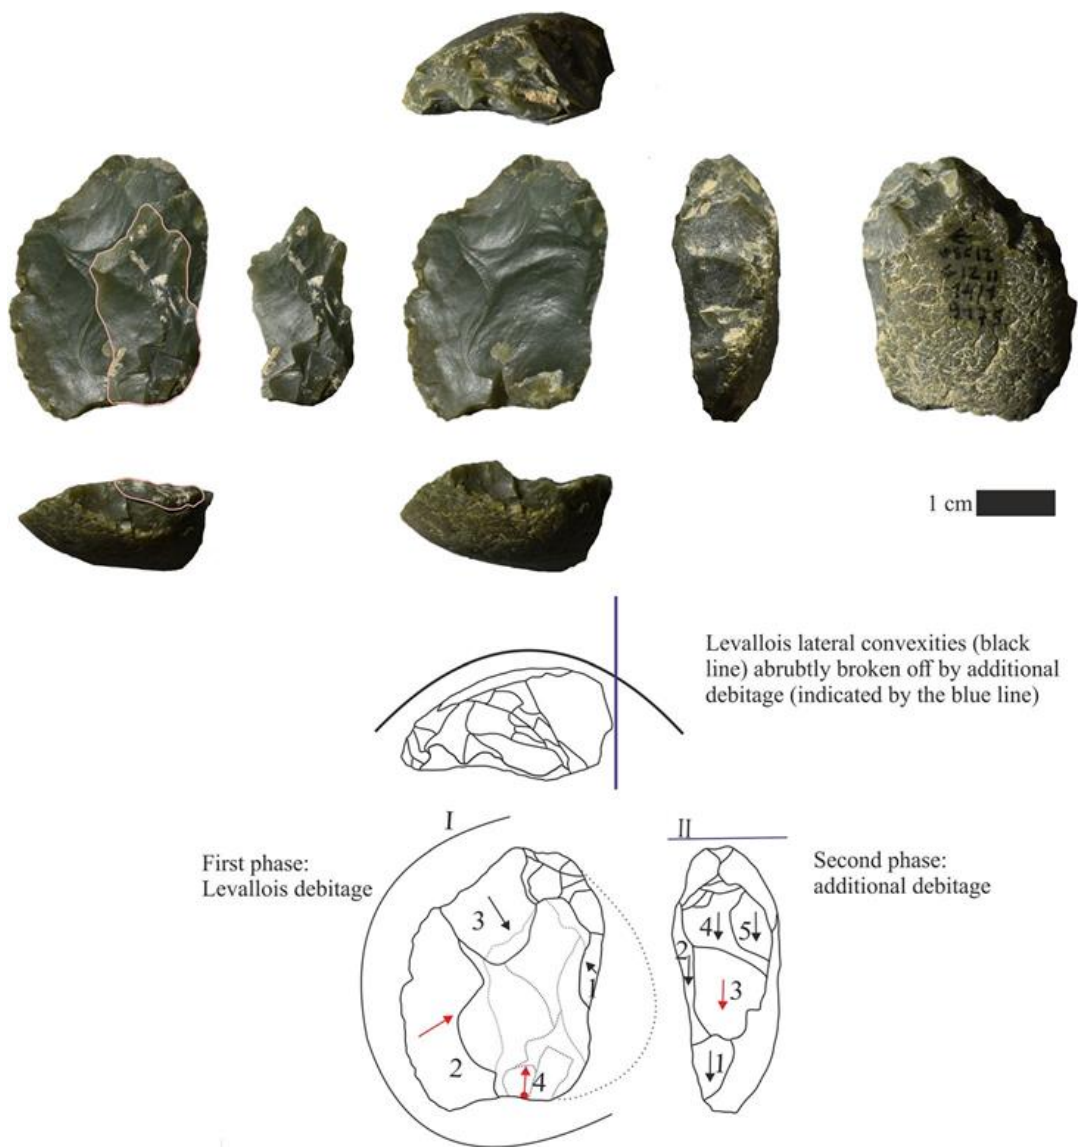 1 cm
Levallois lateral convexities (black
line) abrubtly broken off by additional
debitage (indicated by the blue line)
I
First phase:
Levallois debitage
3
1
2
4
II
Second phase:
additional debitage
4
5
2
3
1